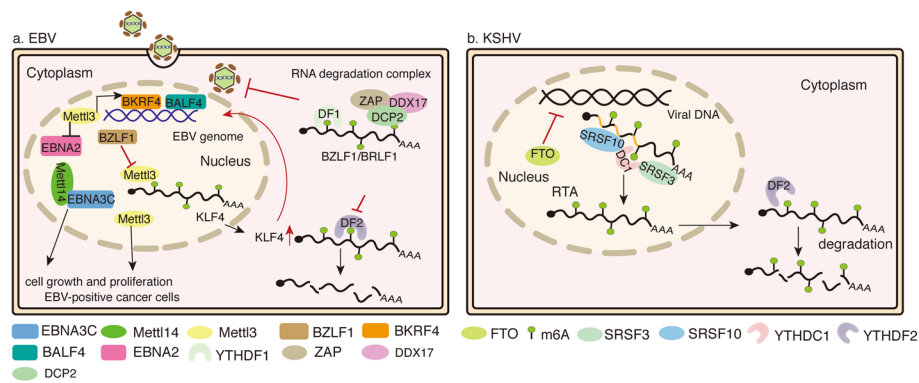 a. EBV
Cytoplasm
Mettl3
BKRF4
BALF4
EBV genome
EBNA2
BZLF1
Nucleus
Mettl14
EBNA3C
Mettl3
Mettl3
AAA
KLF4
KLF4
cell growth and proliferation
EBV-positive cancer cells
RNA degradation complex
ZAP
DDX17
DF1
DCP2
AAA
BZLF1/BRLF1
DF2
AAA
AAA
b. KSHV
Cytoplasm
Viral DNA
FTO
SRSF10
AAA
DC1
SRSF3
Nucleus
RTA
AAA
DF2
AAA
degradation
AAA
EBNA3C
Mettl14
Mettl3
BZLF1
BKRF4
BALF4
EBNA2
YTHDF1
ZAP
DDX17
DCP2
FTO
m6A
SRSF3
SRSF10
YTHDC1
YTHDF2